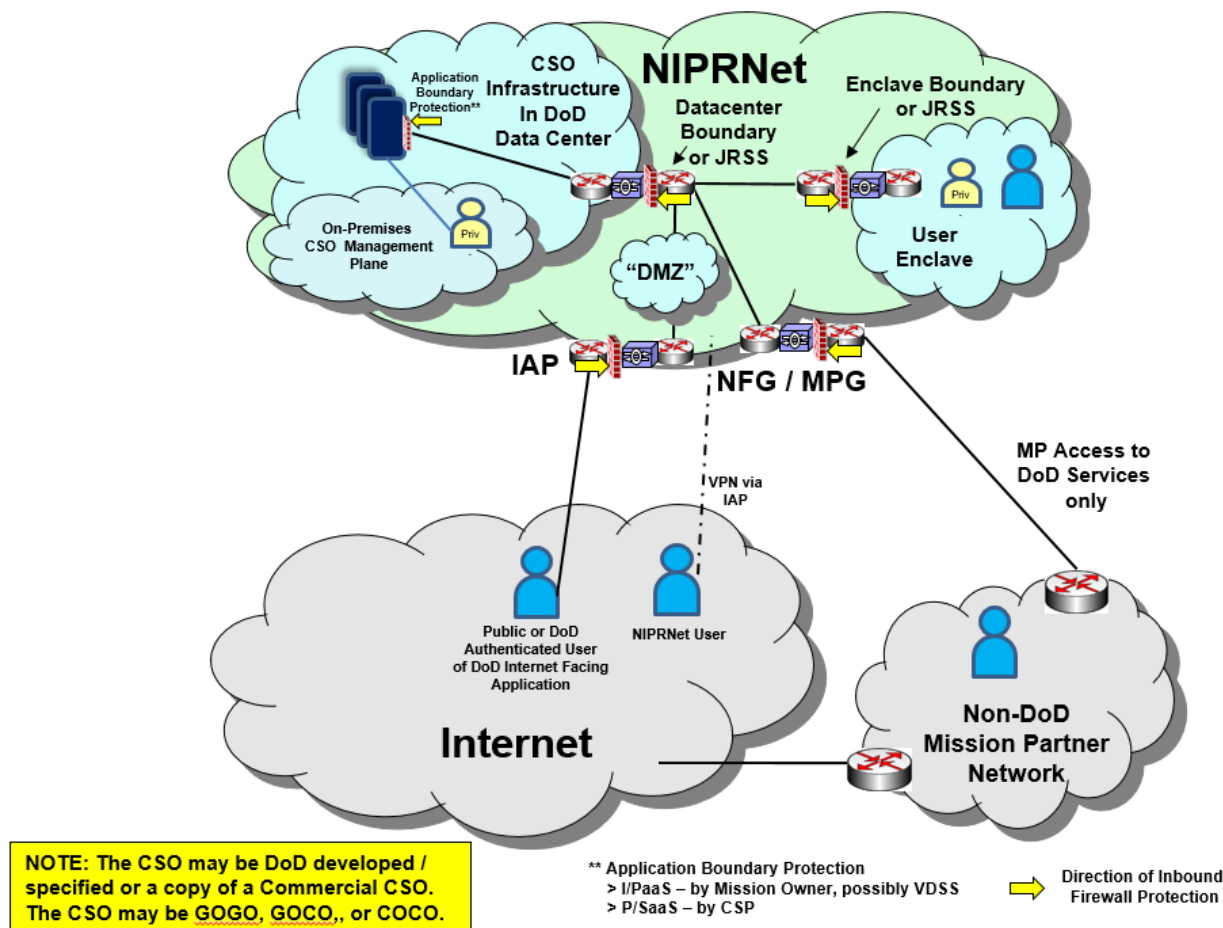 NIPRNet
CSO
Infrastructure
In DoD
Data Center
Application
Boundary
Protection**
Datacenter
Boundary
or JRSS
Enclave Boundary
or JRSS
Priv
On-Premises
CSO Management
Plane
Priv
User
Enclave
“DMZ”
IAP
NFG / MPG
VPN via
IAP
MP Access to
DoD Services
only
Public or DoD
Authenticated User
of DoD Internet Facing
Application
NIPRNet User
Internet
Non-DoD
Mission Partner
Network
NOTE: The CSO may be DoD developed /
specified or a copy of a Commercial CSO.
The CSO may be GOGO, GOCO,, or COCO.
** Application Boundary Protection
> I/PaaS – by Mission Owner, possibly VDSS
> P/SaaS – by CSP
Direction of Inbound
Firewall Protection